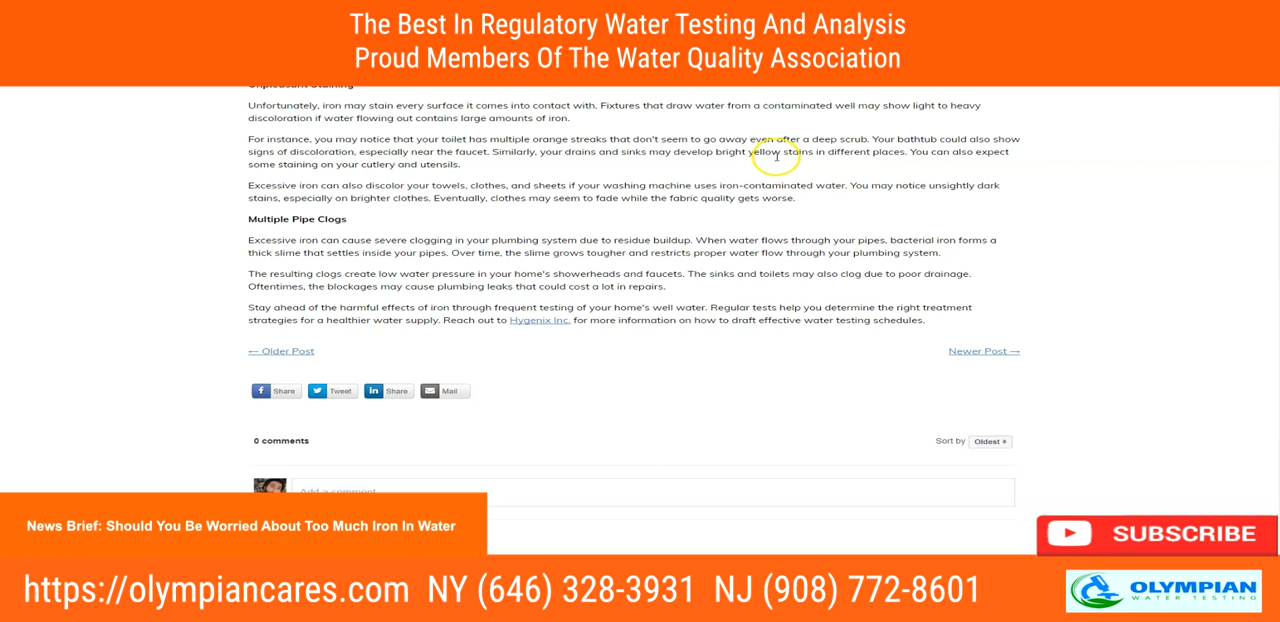 The Best In Regulatory Water Testing And Analysis
Proud Members Of The Water Quality Association
Unpleasant Staining
Unfortunately, iron may stain every surface it comes into contact with. Fixtures that draw water from a contaminated well may show light to heavy
discoloration if water flowing out contains large amounts of iron.
For instance, you may notice that your toilet has multiple orange streaks that don't seem to go away even after a deep scrub. Your bathtub could also show
signs of discoloration, especially near the faucet. Similarly, your drains and sinks may develop bright yellow stains in different places. You can also expect
some staining on your cutlery and utensils.
Excessive iron can also discolor your towels, clothes, and sheets if your washing machine uses iron-contaminated water. You may notice unsightly dark
stains, especially on brighter clothes. Eventually, clothes may seem to fade while the fabric quality gets worse.
Multiple Pipe Clogs
Excessive iron can cause severe clogging in your plumbing system due to residue buildup. When water flows through your pipes, bacterial iron forms a
thick slime that settles inside your pipes. Over time, the slime grows tougher and restricts proper water flow through your plumbing system.
The resulting clogs create low water pressure in your home's showerheads and faucets. The sinks and toilets may also clog due to poor drainage.
Oftentimes, the blockages may cause plumbing leaks that could cost a lot in repairs.
Stay ahead of the harmful effects of iron through frequent testing of your home's well water. Regular tests help you determine the right treatment
strategies for a healthier water supply. Reach out to Hygenix Inc. for more information on how to draft effective water testing schedules.
← Older Post Newer Post →
f Share Tweet in Share Mail
0 comments Sort by Oldest
Add a comment
News Brief: Should You Be Worried About Too Much Iron In Water
SUBSCRIBE
https://olympiancares.com NY (646) 328-3931 NJ (908) 772-8601
OLYMPIAN
WATER TESTING